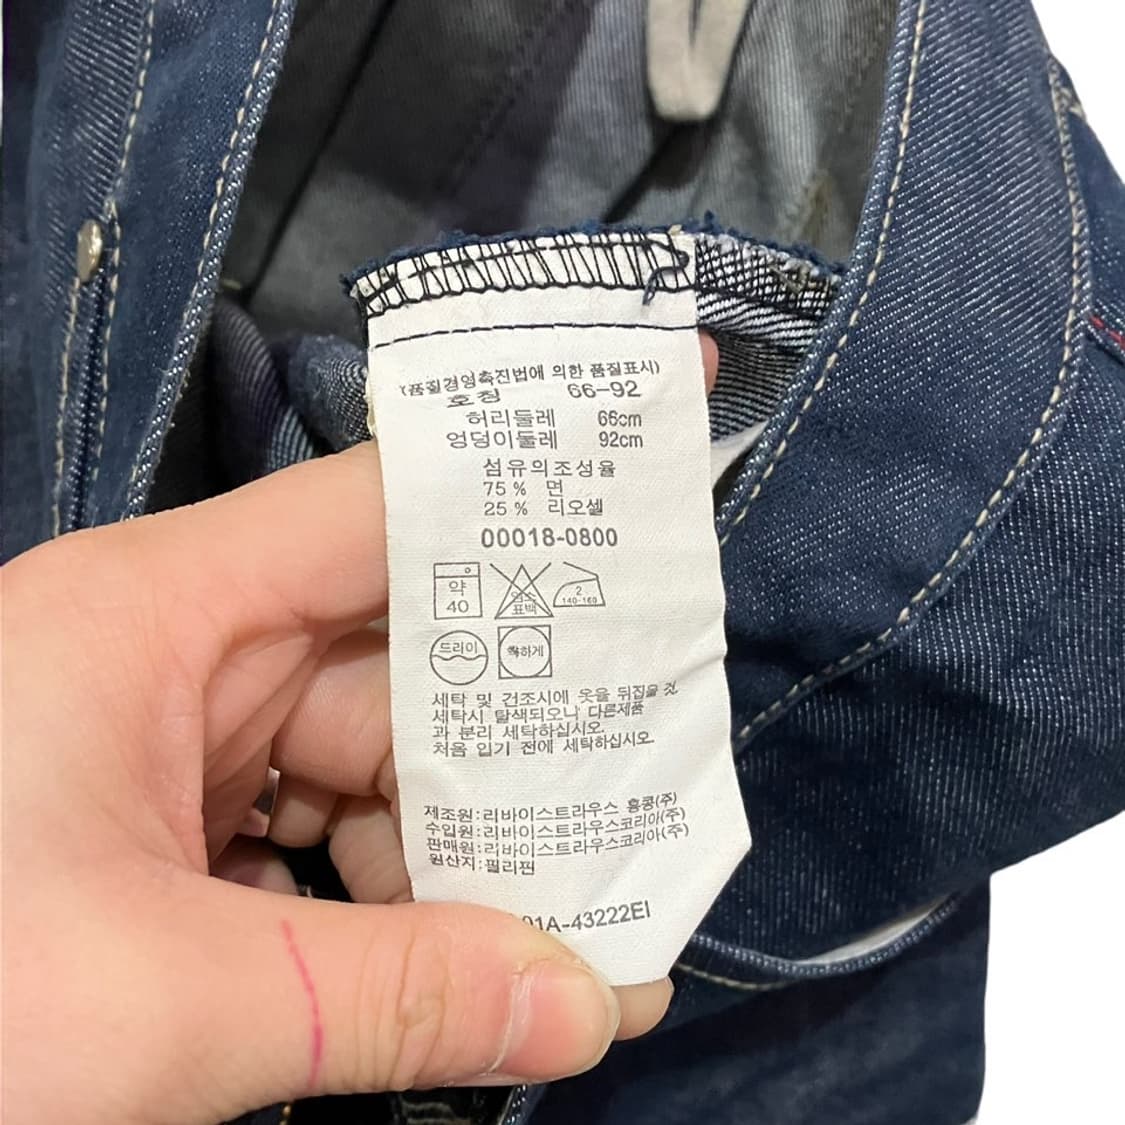 (품질경영촉진법에 의한 품질표시)
호칭 66-92
허리둘레 66cm
엉덩이둘레 92cm
섬유의조성율
75 % 면
25 % 리오셀
00018-0800
약 40
표백
2 140-160
드리이
약하게
세탁 및 건조시에 옷을 뒤집을 것.
세탁시 탈색되오니 다른제품
과 분리 세탁하십시오.
처음 입기 전에 세탁하십시오.
제조원:리바이스트라우스 홍콩(주)
수입원:리바이스트라우스코리아(주)
판매원:리바이스트라우스코리아(주)
원산지:필리핀
01A-43222EI